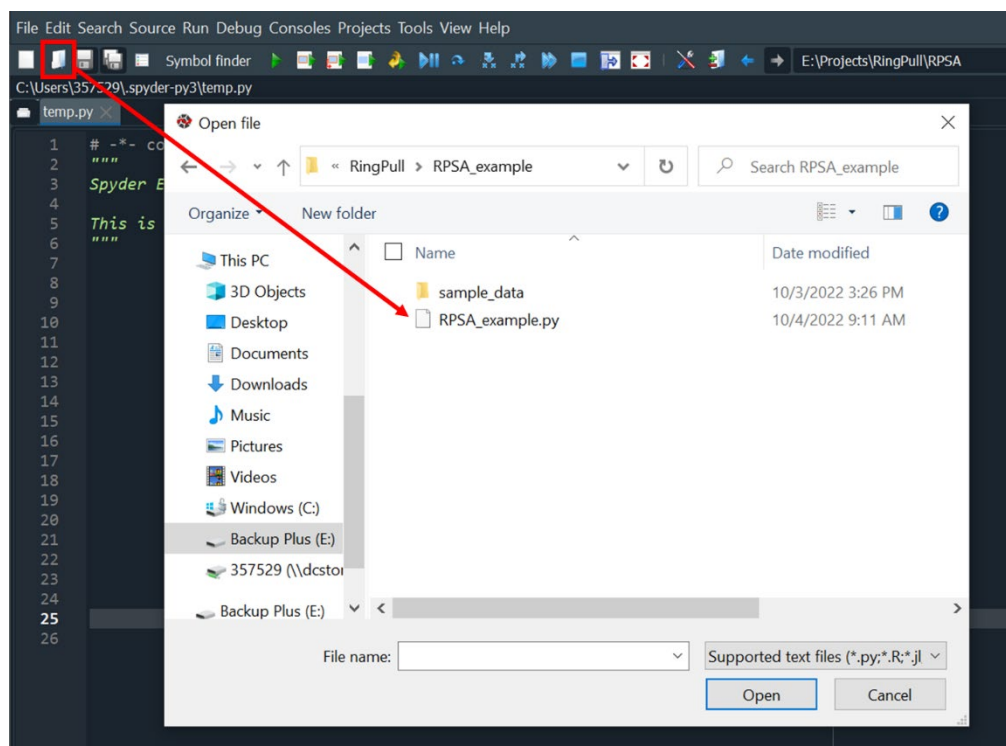 File Edit Search Source Run Debug Consoles Projects Tools View Help
Symbol finder E:\Projects\RingPull\RPSA
C:\Users\357529\.spyder-py3\temp.py
temp.py
Open file
1 # -*- co
2 """
3 Spyder E
4
5 This is
6 """
7
8
9
10
11
12
13
14
15
16
17
18
19
20
21
22
23
24
25
26
« RingPull > RPSA_example
Search RPSA_example
Organize New folder
This PC
3D Objects
Desktop
Documents
Downloads
Music
Pictures
Videos
Windows (C:)
Backup Plus (E:)
357529 (\\dcstor
Backup Plus (E:)
Name Date modified
sample_data 10/3/2022 3:26 PM
RPSA_example.py 10/4/2022 9:11 AM
File name:
Supported text files (*.py;*.R;*.jl
Open Cancel